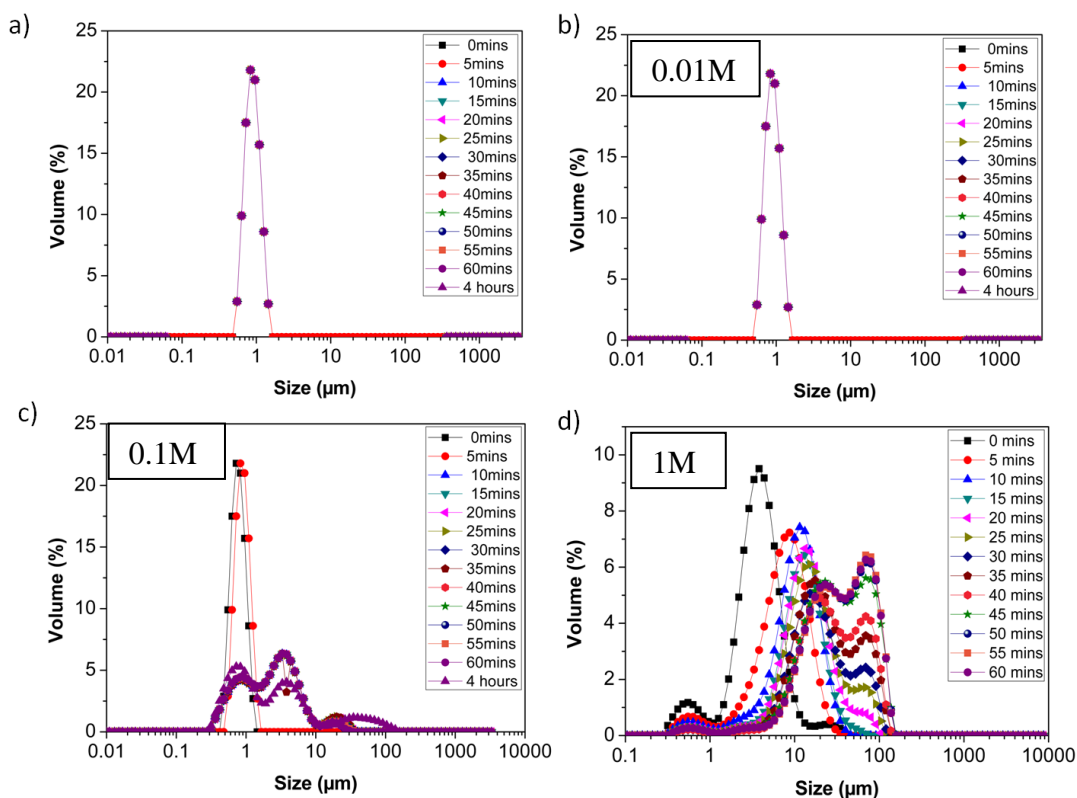 a)
25
20
15
10
5
0
Volume (%)
0.01 0.1 1 10 100 1000
Size (µm)
0mins
5mins
10mins
15mins
20mins
25mins
30mins
35mins
40mins
45mins
50mins
55mins
60mins
4 hours
b)
0.01M
25
20
15
10
5
0
Volume (%)
0.01 0.1 1 10 100 1000
Size (µm)
0mins
5mins
10mins
15mins
20mins
25mins
30mins
35mins
40mins
45mins
50mins
55mins
60mins
4 hours
c)
0.1M
25
20
15
10
5
0
Volume (%)
0.01 0.1 1 10 100 1000 10000
Size (µm)
0mins
5mins
10mins
15mins
20mins
25mins
30mins
35mins
40mins
45mins
50mins
55mins
60mins
4 hours
d)
1M
10
8
6
4
2
0
Volume (%)
0.1 1 10 100 1000 10000
Size (µm)
0 mins
5 mins
10 mins
15 mins
20 mins
25 mins
30 mins
35 mins
40 mins
45 mins
50 mins
55 mins
60 mins